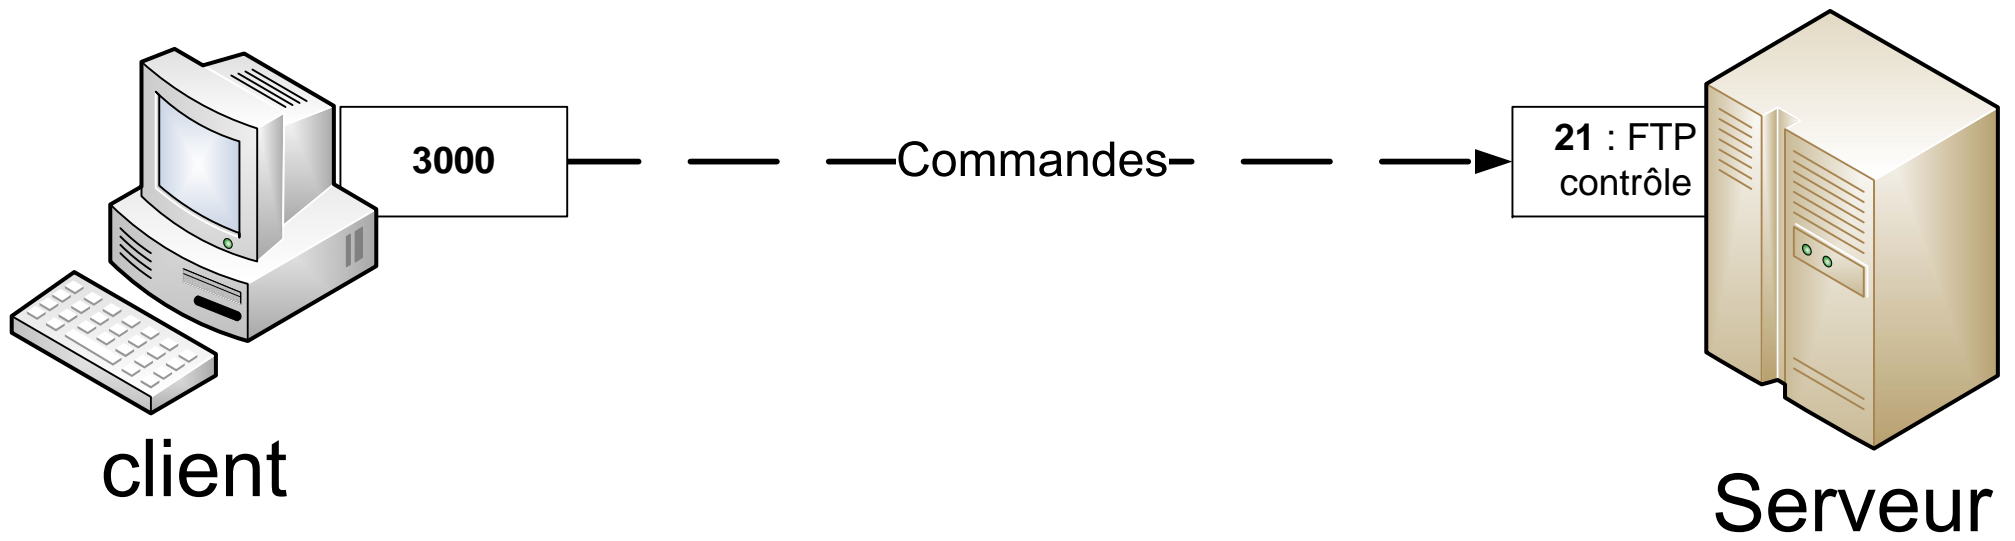 3000
Commandes
21 : FTP
contrôle
client
Serveur